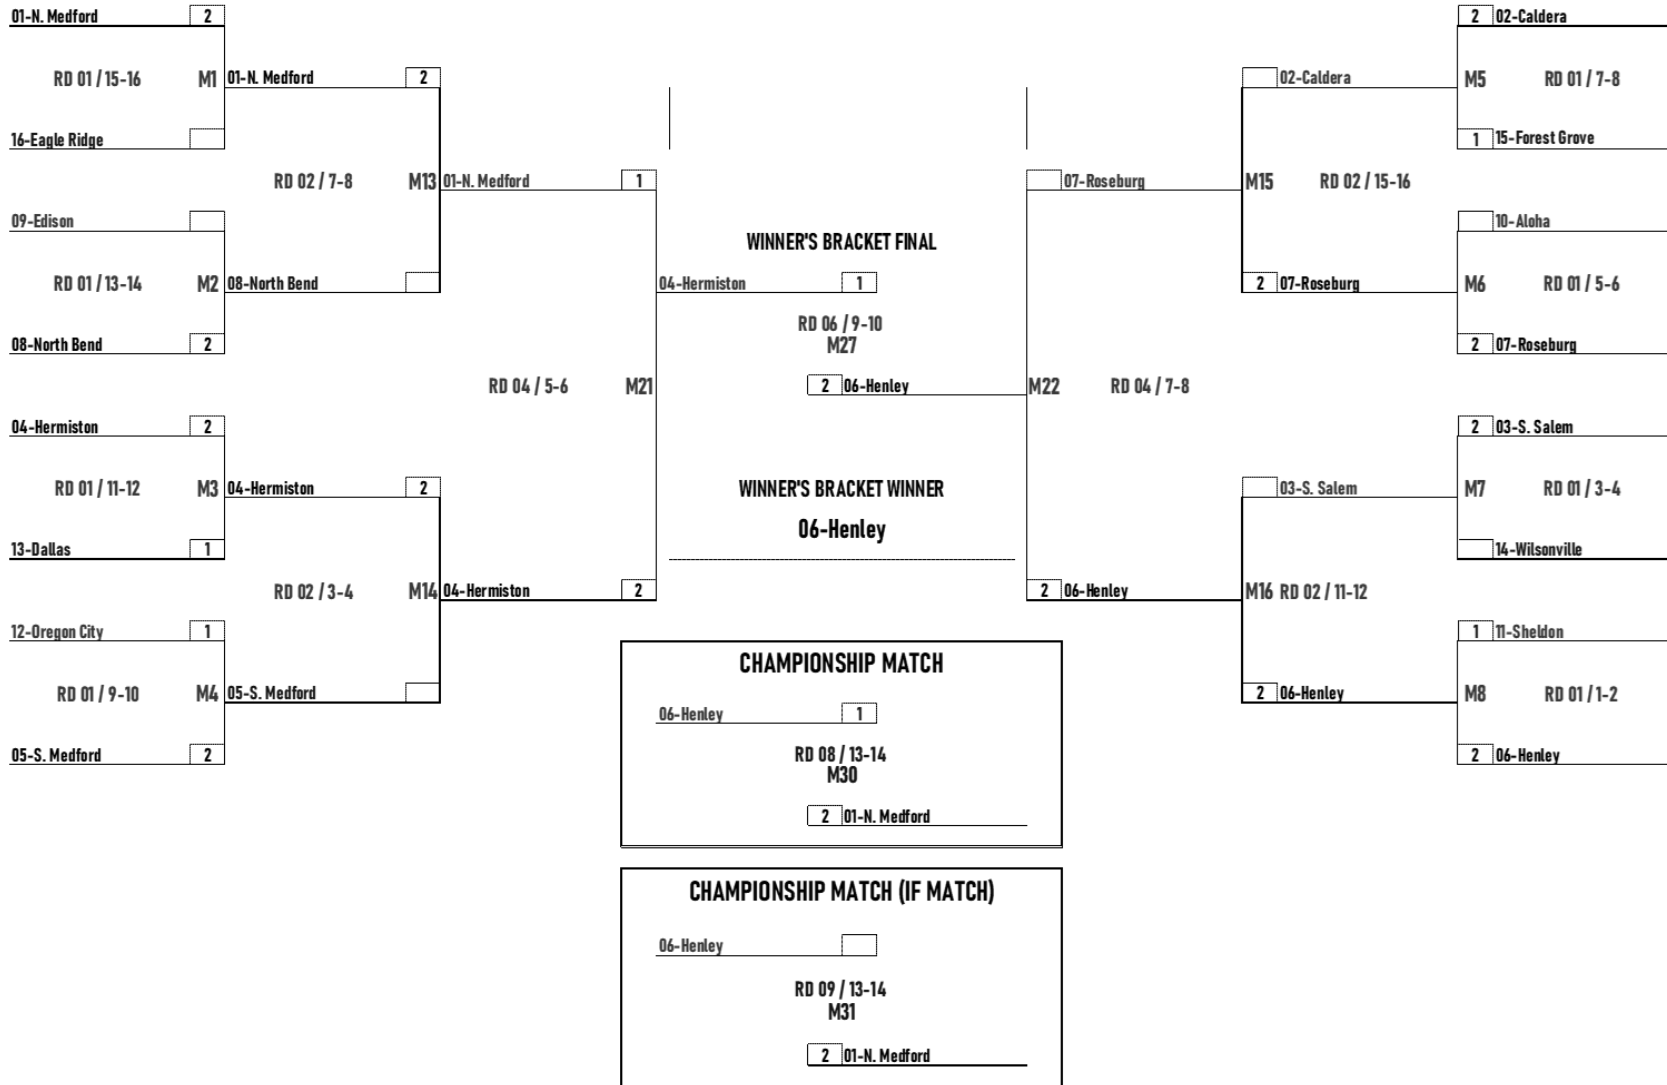 01-N. Medford 2
RD 01 / 15-16 M1
16-Eagle Ridge
01-N. Medford 2
RD 02 / 7-8 M13
09-Edison
RD 01 / 13-14 M2
08-North Bend 2
08-North Bend
01-N. Medford 1
RD 04 / 5-6 M21
04-Hermiston 2
RD 01 / 11-12 M3
13-Dallas 1
04-Hermiston 2
RD 02 / 3-4 M14
12-Oregon City 1
RD 01 / 9-10 M4
05-S. Medford 2
05-S. Medford
04-Hermiston 2
WINNER'S BRACKET FINAL
04-Hermiston 1
RD 06 / 9-10
M27
2 06-Henley
WINNER'S BRACKET WINNER
06-Henley
CHAMPIONSHIP MATCH
06-Henley 1
RD 08 / 13-14
M30
2 01-N. Medford
CHAMPIONSHIP MATCH (IF MATCH)
06-Henley
RD 09 / 13-14
M31
2 01-N. Medford
07-Roseburg
M22 RD 04 / 7-8
2 06-Henley
02-Caldera
M15 RD 02 / 15-16
2 07-Roseburg
03-S. Salem
M16 RD 02 / 11-12
2 06-Henley
2 02-Caldera
M5 RD 01 / 7-8
1 15-Forest Grove
10-Aloha
M6 RD 01 / 5-6
2 07-Roseburg
2 03-S. Salem
M7 RD 01 / 3-4
14-Wilsonville
1 11-Sheldon
M8 RD 01 / 1-2
2 06-Henley